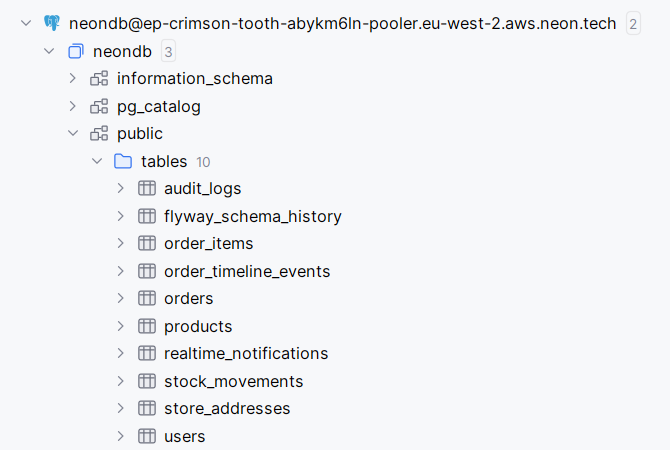 neondb@ep-crimson-tooth-abykm6ln-pooler.eu-west-2.aws.neon.tech 2
neondb 3
information_schema
pg_catalog
public
tables 10
audit_logs
flyway_schema_history
order_items
order_timeline_events
orders
products
realtime_notifications
stock_movements
store_addresses
users